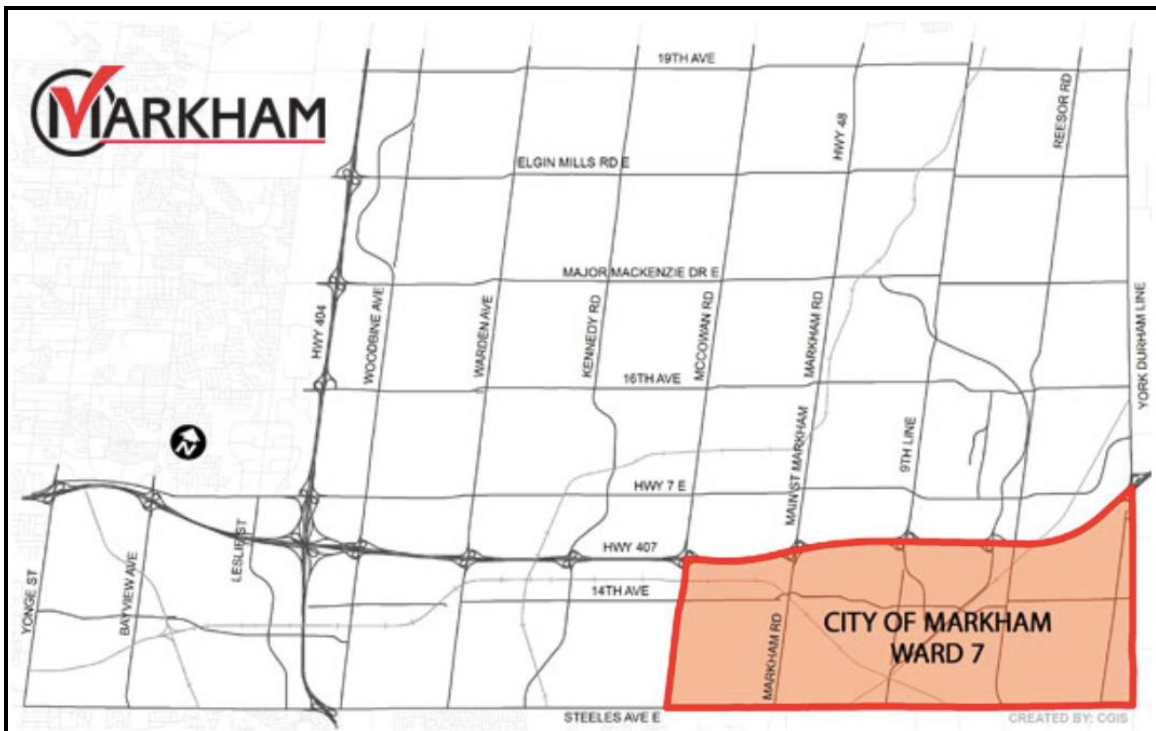 MARKHAM
19TH AVE
REESOR RD
HWY 48
ELGIN MILLS RD E
MAJOR MACKENZIE DR E
HWY 404
WOODBINE AVE
WARDEN AVE
KENNEDY RD
MCCOWAN RD
MARKHAM RD
YORK DURHAM LINE
16TH AVE
N
MAIN ST MARKHAM
9TH LINE
HWY 7 E
HWY 407
YONGE ST
BAYVIEW AVE
LESLIE ST
14TH AVE
CITY OF MARKHAM
WARD 7
MARKHAM RD
STEELES AVE E
CREATED BY: CGIS